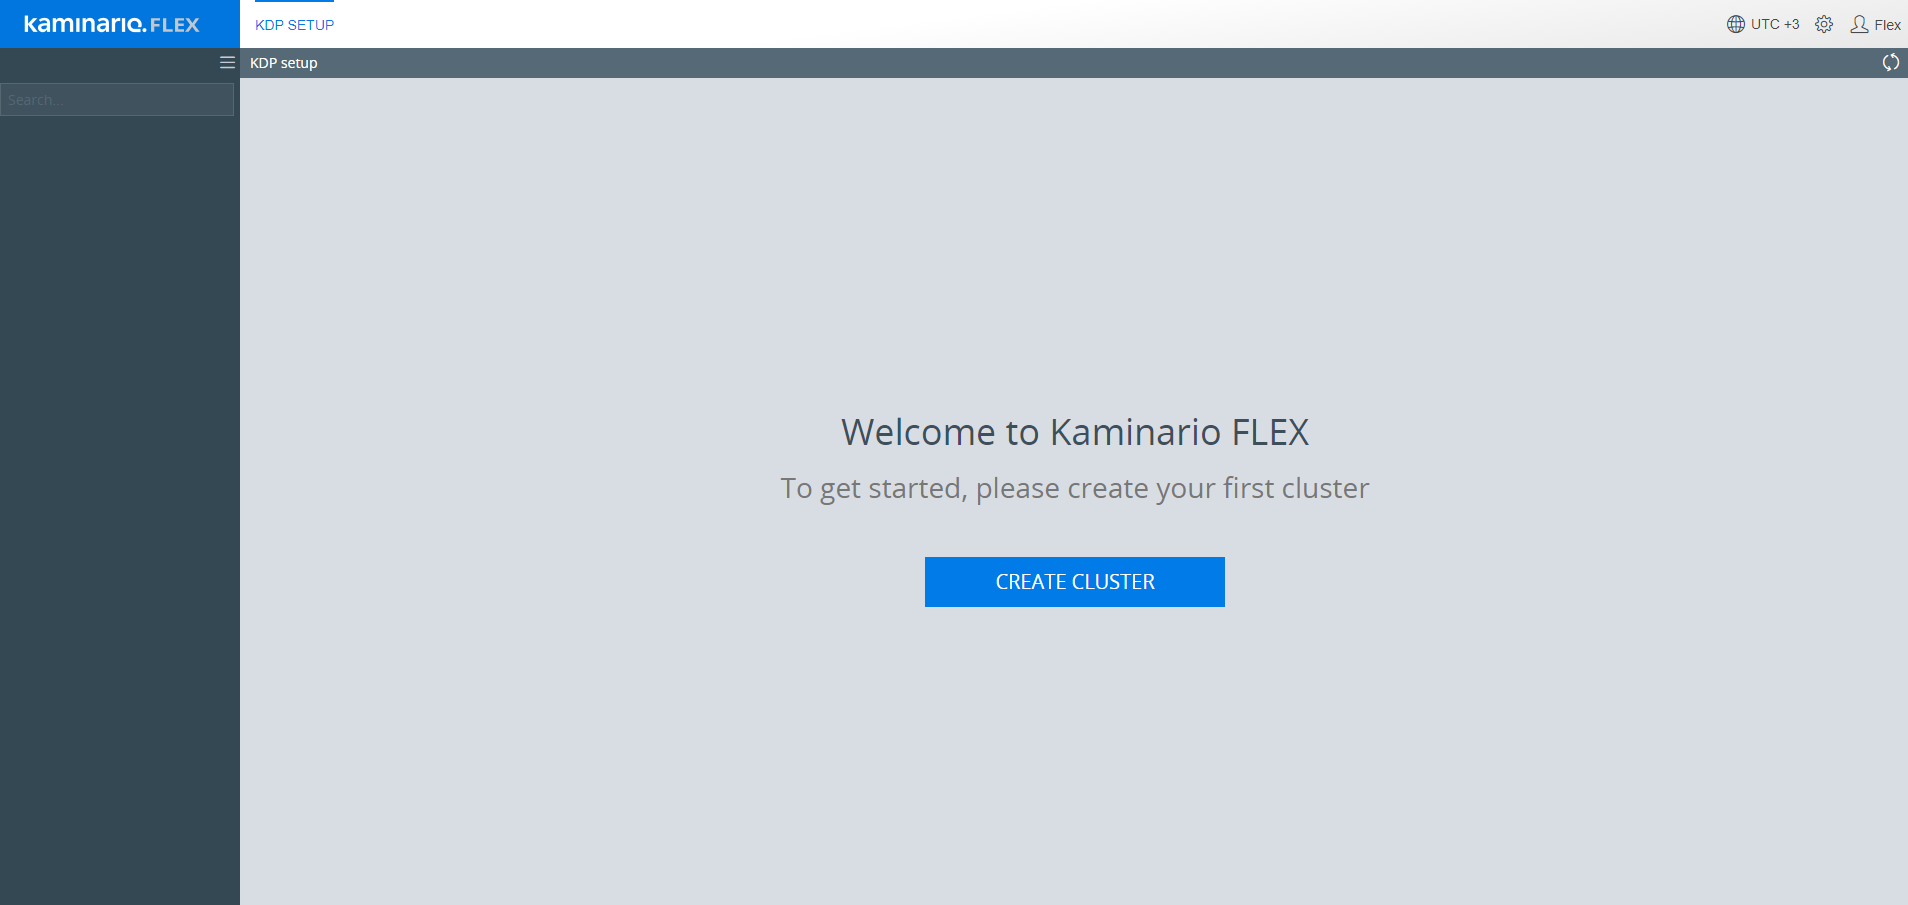 kaminario.FLEX
KDP SETUP
UTC +3
Flex
KDP setup
Search...
Welcome to Kaminario FLEX
To get started, please create your first cluster
CREATE CLUSTER